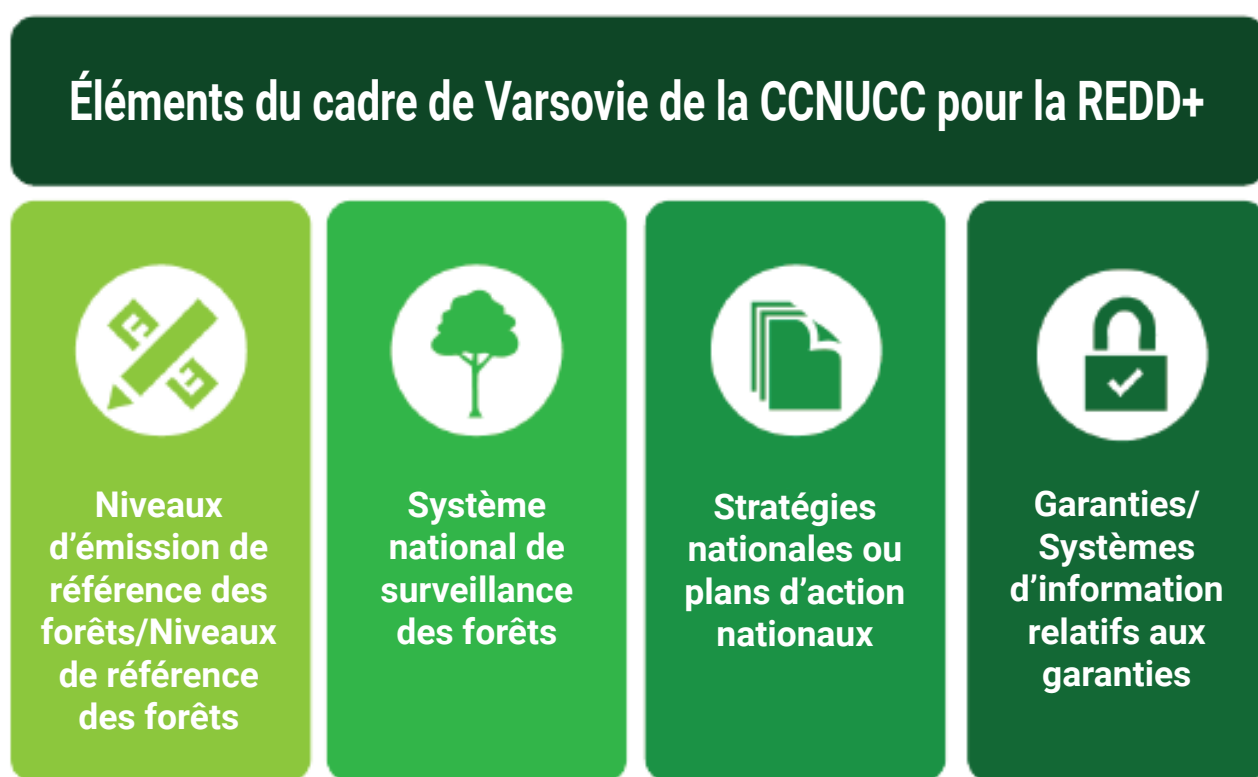 Éléments du cadre de Varsovie de la CCNUCC pour la REDD+
Niveaux
d’émission de
référence des
forêts/Niveaux
de référence
des forêts
Système
national de
surveillance
des forêts
Stratégies
nationales ou
plans d’action
nationaux
Garanties/
Systèmes
d’information
relatifs aux
garanties